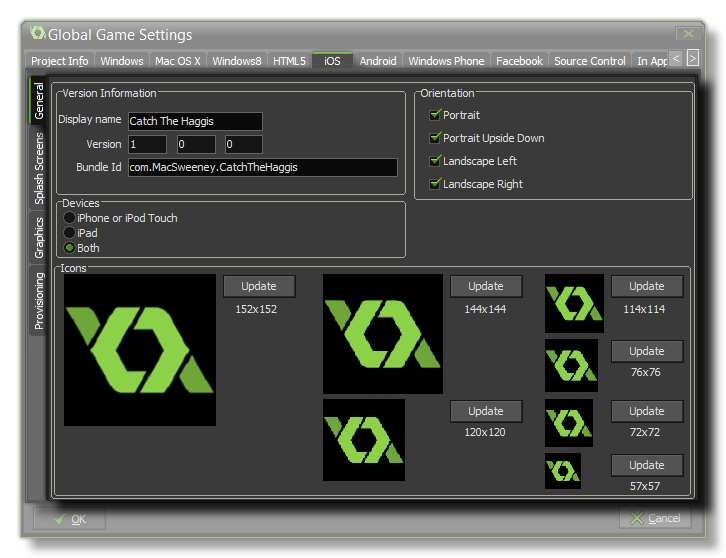 Global Game Settings
Project Info Windows Mac OS X Windows8 HTML5 iOS Android Windows Phone Facebook Source Control In App
General
Splash Screens
Graphics
Provisioning
Version Information
Display name Catch The Haggis
Version 1 0 0
Bundle Id com.MacSweeney.CatchTheHaggis
Orientation
Portrait
Portrait Upside Down
Landscape Left
Landscape Right
Devices
iPhone or iPod Touch
iPad
Both
Icons
Update
152x152
Update
144x144
Update
120x120
Update
114x114
Update
76x76
Update
72x72
Update
57x57
OK
Cancel